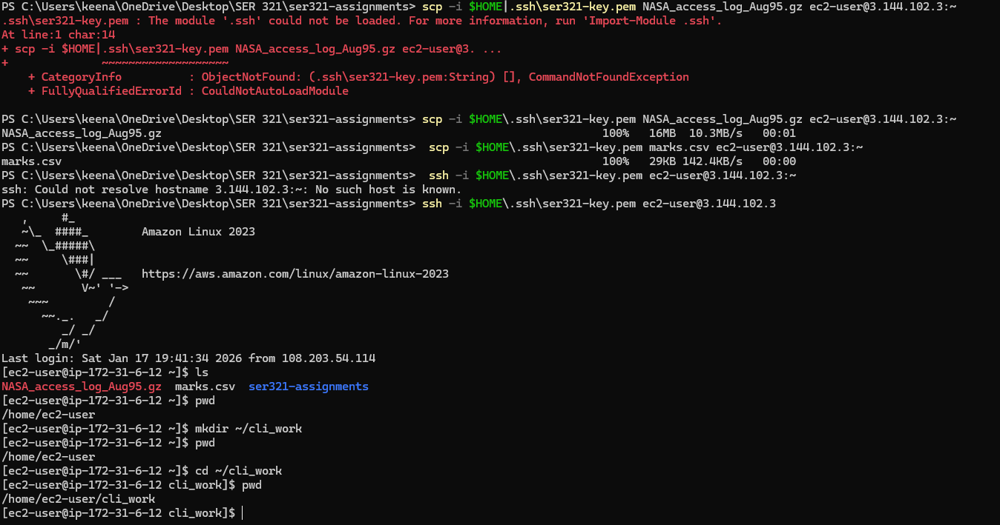 PS C:\Users\keena\OneDrive\Desktop\SER 321\ser321-assignments> scp -i $HOME|.ssh\ser321-key.pem NASA_access_log_Aug95.gz ec2-user@3.144.102.3:~
.ssh\ser321-key.pem : The module '.ssh' could not be loaded. For more information, run 'Import-Module .ssh'.
At line:1 char:14
+ scp -i $HOME|.ssh\ser321-key.pem NASA_access_log_Aug95.gz ec2-user@3. ...
+              ~~~~~~~~~~~~~~~~~~~
    + CategoryInfo          : ObjectNotFound: (.ssh\ser321-key.pem:String) [], CommandNotFoundException
    + FullyQualifiedErrorId : CouldNotAutoLoadModule

PS C:\Users\keena\OneDrive\Desktop\SER 321\ser321-assignments> scp -i $HOME\.ssh\ser321-key.pem NASA_access_log_Aug95.gz ec2-user@3.144.102.3:~
NASA_access_log_Aug95.gz                                                                  100%   16MB  10.3MB/s   00:01
PS C:\Users\keena\OneDrive\Desktop\SER 321\ser321-assignments>  scp -i $HOME\.ssh\ser321-key.pem marks.csv ec2-user@3.144.102.3:~
marks.csv                                                                                 100%   29KB 142.4KB/s   00:00
PS C:\Users\keena\OneDrive\Desktop\SER 321\ser321-assignments>  ssh -i $HOME\.ssh\ser321-key.pem ec2-user@3.144.102.3:~
ssh: Could not resolve hostname 3.144.102.3:~: No such host is known.
PS C:\Users\keena\OneDrive\Desktop\SER 321\ser321-assignments> ssh -i $HOME\.ssh\ser321-key.pem ec2-user@3.144.102.3
   ,     #_
   ~\_  ####_        Amazon Linux 2023
  ~~  \_#####\
  ~~     \###|
  ~~       \#/ ___   https://aws.amazon.com/linux/amazon-linux-2023
   ~~       V~' '->
    ~~~         /
      ~~._.   _/
         _/ _/
       _/m/'
Last login: Sat Jan 17 19:41:34 2026 from 108.203.54.114
[ec2-user@ip-172-31-6-12 ~]$ ls
NASA_access_log_Aug95.gz  marks.csv  ser321-assignments
[ec2-user@ip-172-31-6-12 ~]$ pwd
/home/ec2-user
[ec2-user@ip-172-31-6-12 ~]$ mkdir ~/cli_work
[ec2-user@ip-172-31-6-12 ~]$ pwd
/home/ec2-user
[ec2-user@ip-172-31-6-12 ~]$ cd ~/cli_work
[ec2-user@ip-172-31-6-12 cli_work]$ pwd
/home/ec2-user/cli_work
[ec2-user@ip-172-31-6-12 cli_work]$